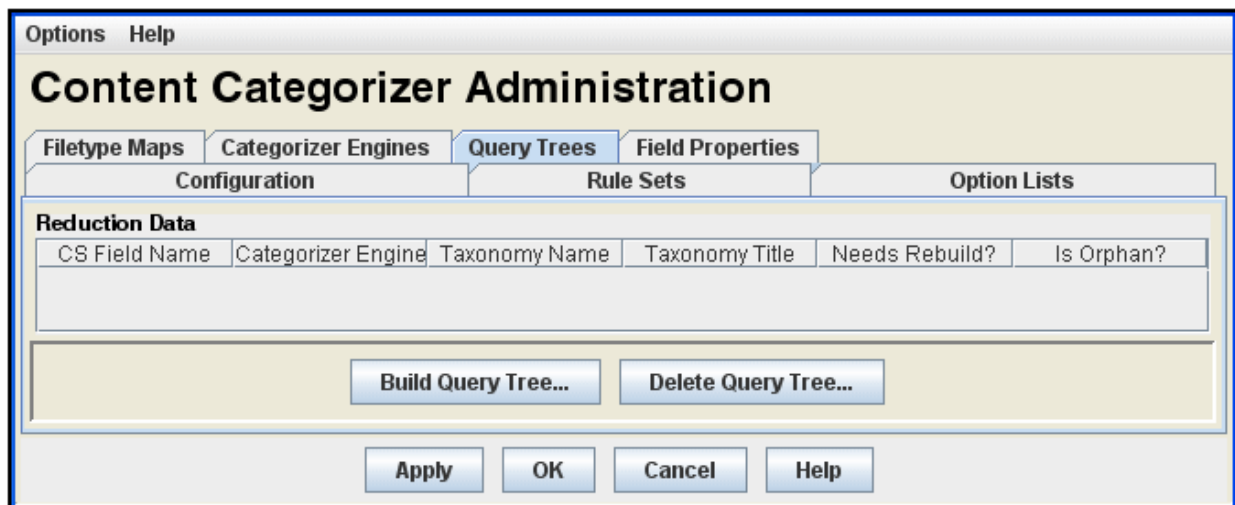 Options Help
Content Categorizer Administration
Filetype Maps Categorizer Engines Query Trees Field Properties
Configuration Rule Sets Option Lists
Reduction Data
CS Field Name Categorizer Engine Taxonomy Name Taxonomy Title Needs Rebuild? Is Orphan?
Build Query Tree... Delete Query Tree...
Apply OK Cancel Help